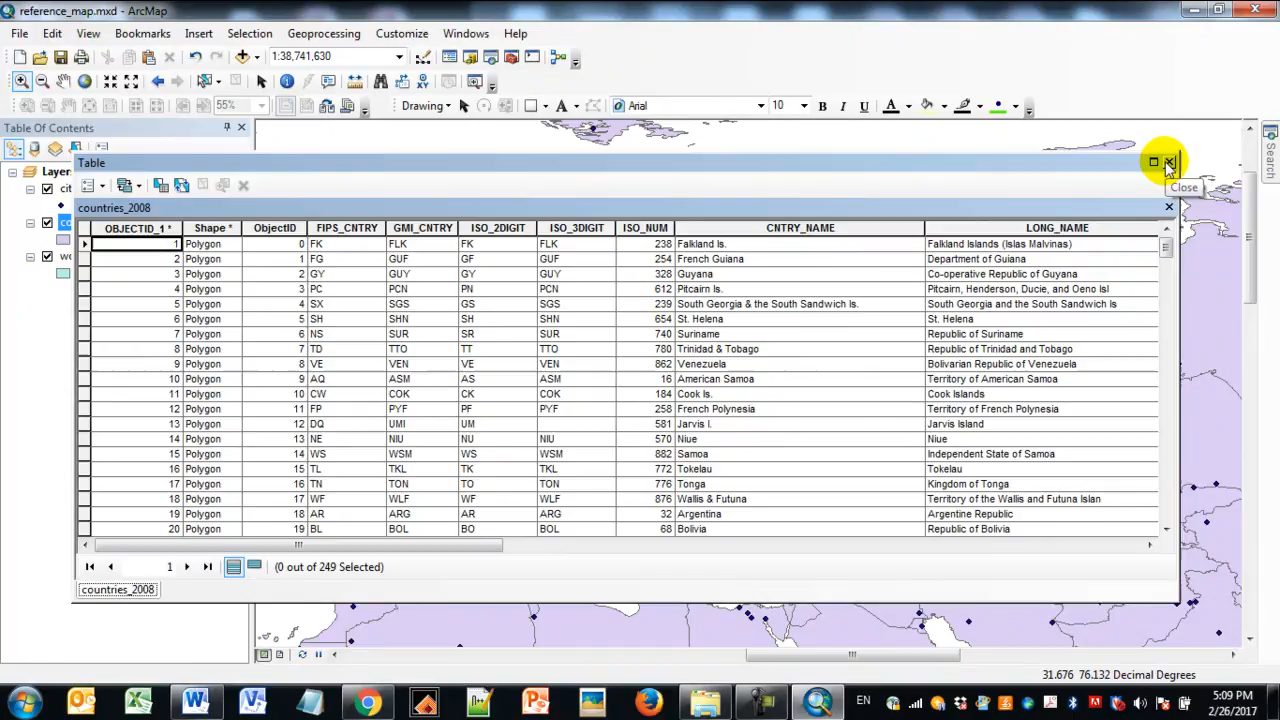 reference_map.mxd - ArcMap
File Edit View Bookmarks Insert Selection Geoprocessing Customize Windows Help
1:38,741,630
55% Drawing Arial 10 B I U A
Table Of Contents
Layer
cit
co
wo
Table
Close
countries_2008
OBJECTID_1 * Shape * ObjectID FIPS_CNTRY GMI_CNTRY ISO_2DIGIT ISO_3DIGIT ISO_NUM CNTRY_NAME LONG_NAME
1 Polygon 0 FK FLK FK FLK 238 Falkland Is. Falkland Islands (Islas Malvinas)
2 Polygon 1 FG GUF GF GUF 254 French Guiana Department of Guiana
3 Polygon 2 GY GUY GY GUY 328 Guyana Co-operative Republic of Guyana
4 Polygon 3 PC PCN PN PCN 612 Pitcairn Is. Pitcairn, Henderson, Ducie, and Oeno Isl
5 Polygon 4 SX SGS GS SGS 239 South Georgia & the South Sandwich Is. South Georgia and the South Sandwich Is
6 Polygon 5 SH SHN SH SHN 654 St. Helena St. Helena
7 Polygon 6 NS SUR SR SUR 740 Suriname Republic of Suriname
8 Polygon 7 TD TTO TT TTO 780 Trinidad & Tobago Republic of Trinidad and Tobago
9 Polygon 8 VE VEN VE VEN 862 Venezuela Bolivarian Republic of Venezuela
10 Polygon 9 AQ ASM AS ASM 16 American Samoa Territory of American Samoa
11 Polygon 10 CW COK CK COK 184 Cook Is. Cook Islands
12 Polygon 11 FP PYF PF PYF 258 French Polynesia Territory of French Polynesia
13 Polygon 12 DQ UMI UM 581 Jarvis I. Jarvis Island
14 Polygon 13 NE NIU NU NIU 570 Niue Niue
15 Polygon 14 WS WSM WS WSM 882 Samoa Independent State of Samoa
16 Polygon 15 TL TKL TK TKL 772 Tokelau Tokelau
17 Polygon 16 TN TON TO TON 776 Tonga Kingdom of Tonga
18 Polygon 17 WF WLF WF WLF 876 Wallis & Futuna Territory of the Wallis and Futuna Islan
19 Polygon 18 AR ARG AR ARG 32 Argentina Argentine Republic
20 Polygon 19 BL BOL BO BOL 68 Bolivia Republic of Bolivia
1 (0 out of 249 Selected)
countries_2008
Search
31.676 76.132 Decimal Degrees
EN
5:09 PM
2/26/2017